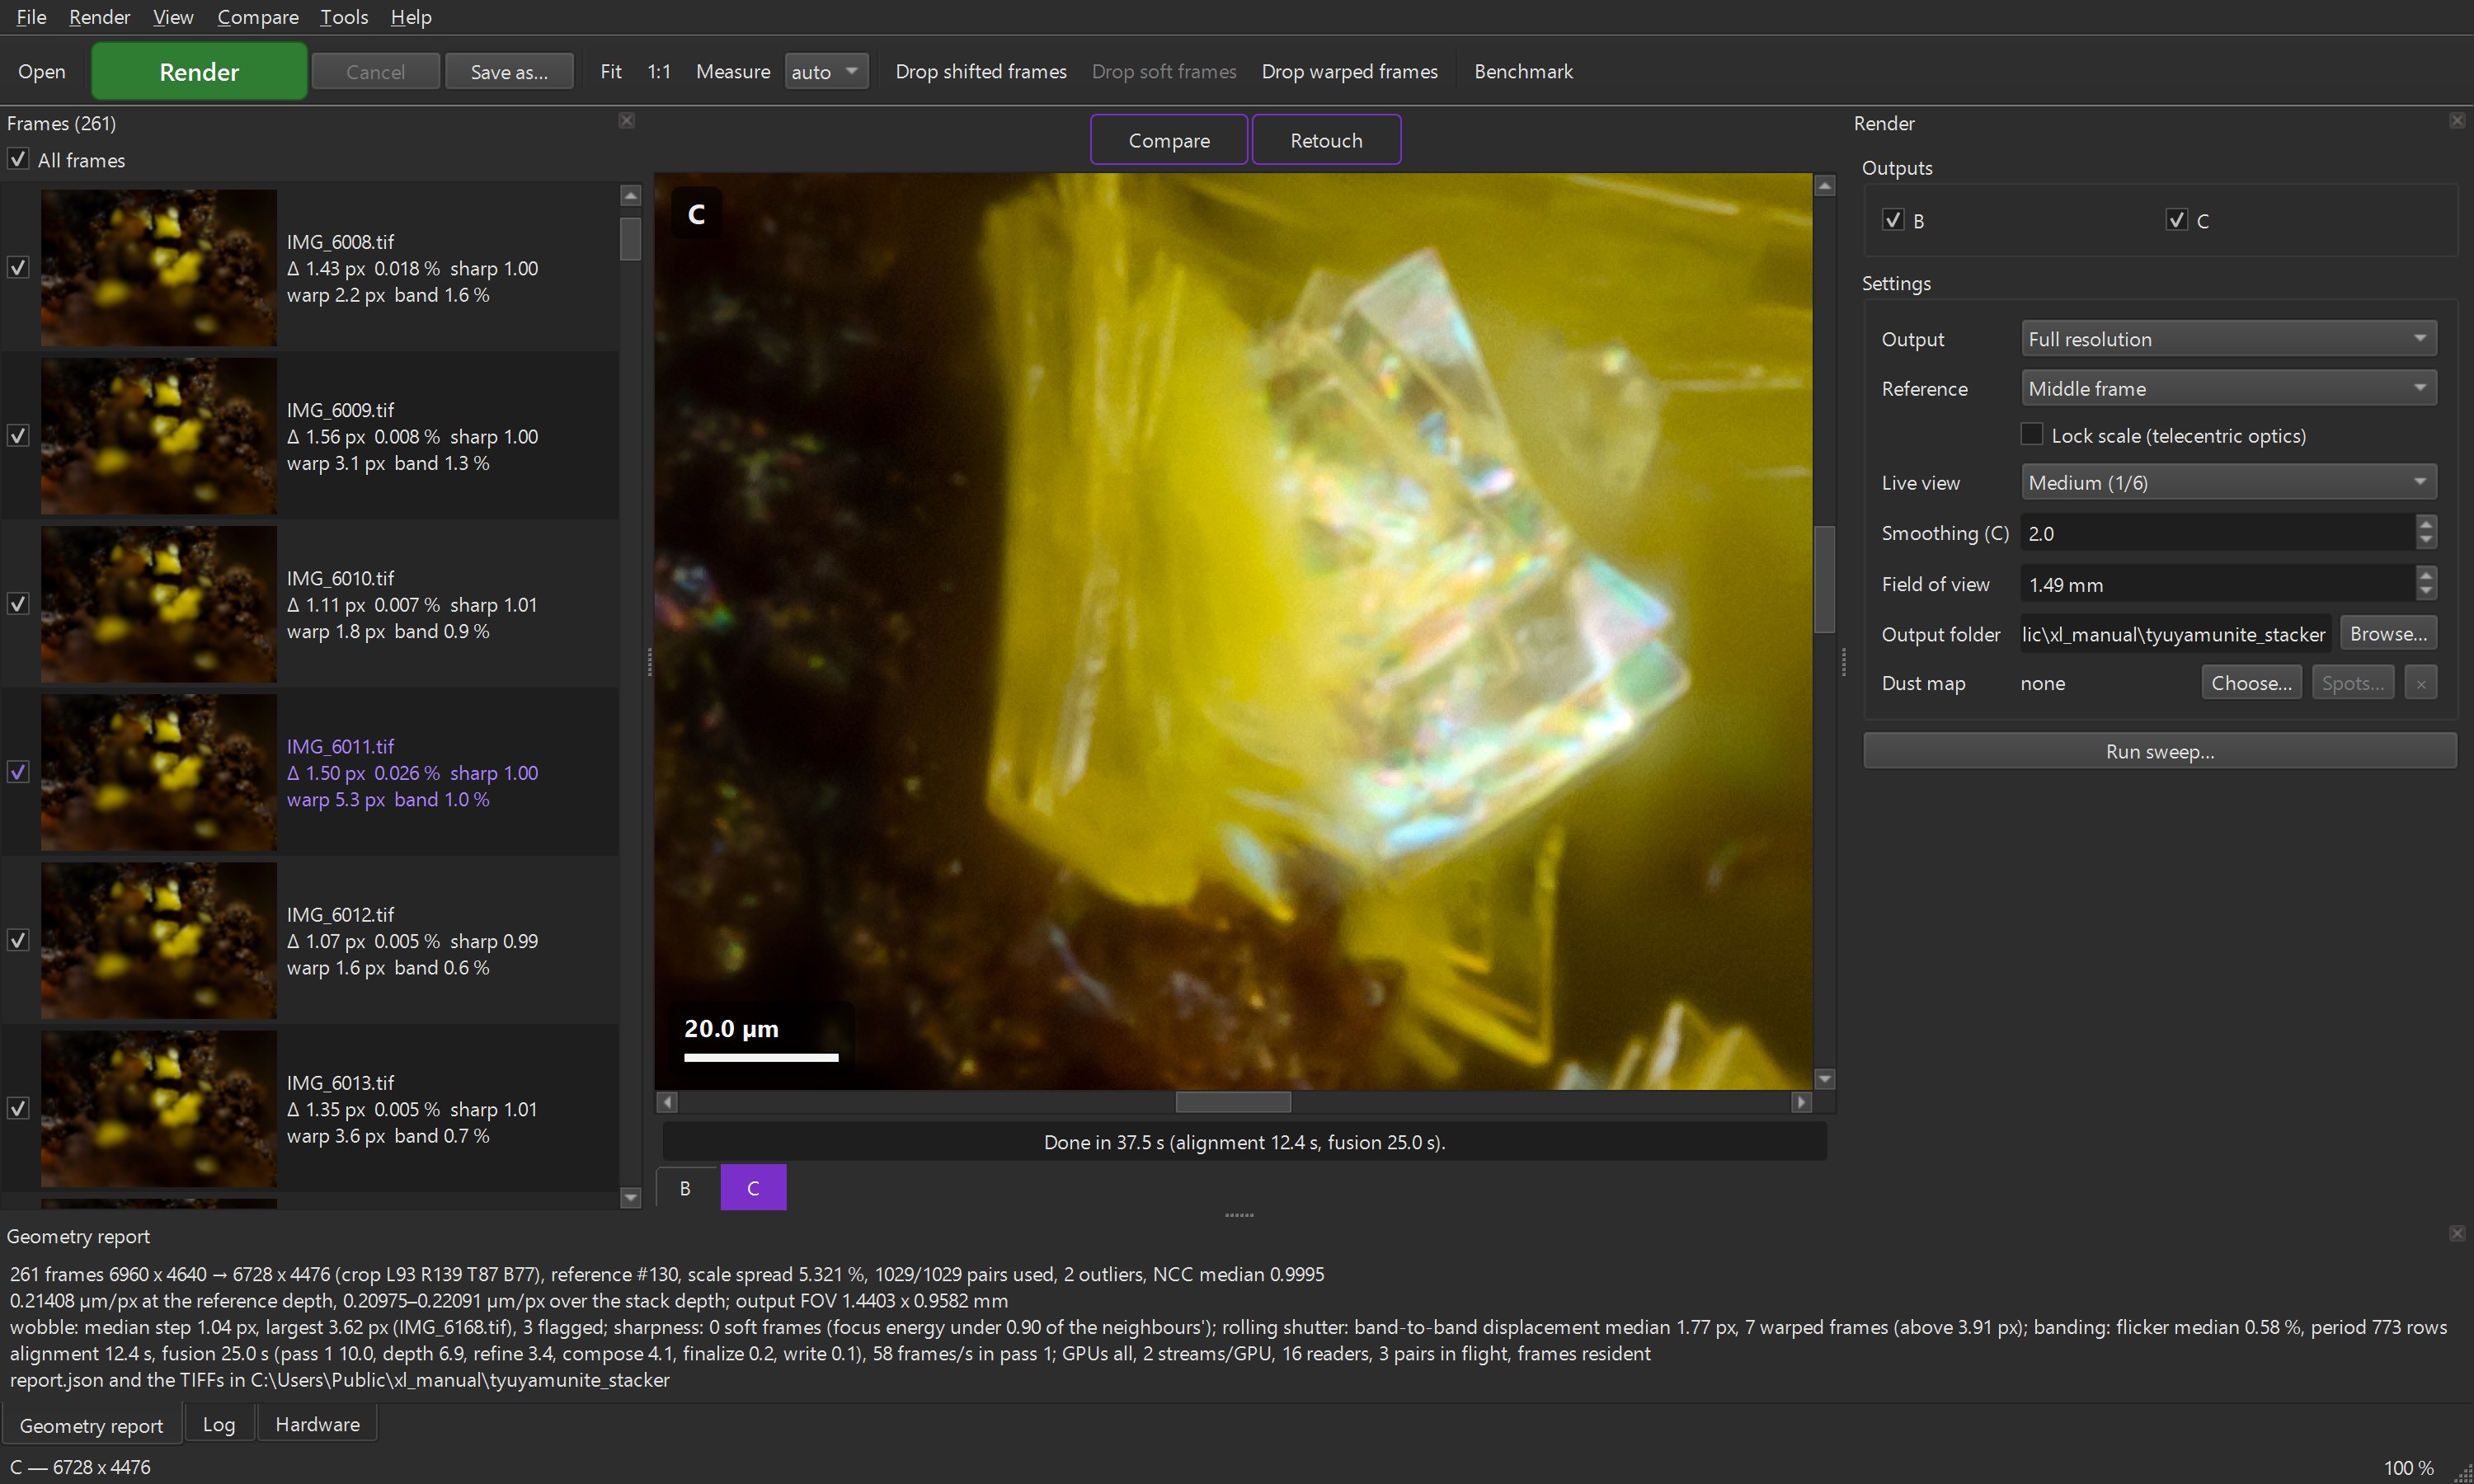 File Render View Compare Tools Help
Open Render Cancel Save as... Fit 1:1 Measure auto Drop shifted frames Drop soft frames Drop warped frames Benchmark
Frames (261)
All frames
IMG_6008.tif
Δ 1.43 px 0.018 % sharp 1.00
warp 2.2 px band 1.6 %
IMG_6009.tif
Δ 1.56 px 0.008 % sharp 1.00
warp 3.1 px band 1.3 %
IMG_6010.tif
Δ 1.11 px 0.007 % sharp 1.01
warp 1.8 px band 0.9 %
IMG_6011.tif
Δ 1.50 px 0.026 % sharp 1.00
warp 5.3 px band 1.0 %
IMG_6012.tif
Δ 1.07 px 0.005 % sharp 0.99
warp 1.6 px band 0.6 %
IMG_6013.tif
Δ 1.35 px 0.005 % sharp 1.01
warp 3.6 px band 0.7 %
Compare Retouch
C
20.0 µm
Done in 37.5 s (alignment 12.4 s, fusion 25.0 s).
B C
Render
Outputs
B C
Settings
Output Full resolution
Reference Middle frame
Lock scale (telecentric optics)
Live view Medium (1/6)
Smoothing (C) 2.0
Field of view 1.49 mm
Output folder lic\xl_manual\tyuyamunite_stacker Browse...
Dust map none Choose... Spots... ×
Run sweep...
Geometry report
261 frames 6960 x 4640 → 6728 x 4476 (crop L93 R139 T87 B77), reference #130, scale spread 5.321 %, 1029/1029 pairs used, 2 outliers, NCC median 0.9995
0.21408 µm/px at the reference depth, 0.20975–0.22091 µm/px over the stack depth; output FOV 1.4403 x 0.9582 mm
wobble: median step 1.04 px, largest 3.62 px (IMG_6168.tif), 3 flagged; sharpness: 0 soft frames (focus energy under 0.90 of the neighbours'); rolling shutter: band-to-band displacement median 1.77 px, 7 warped frames (above 3.91 px); banding: flicker median 0.58 %, period 773 rows
alignment 12.4 s, fusion 25.0 s (pass 1 10.0, depth 6.9, refine 3.4, compose 4.1, finalize 0.2, write 0.1), 58 frames/s in pass 1; GPUs all, 2 streams/GPU, 16 readers, 3 pairs in flight, frames resident
report.json and the TIFFs in C:\Users\Public\xl_manual\tyuyamunite_stacker
Geometry report Log Hardware
C — 6728 x 4476 100 %